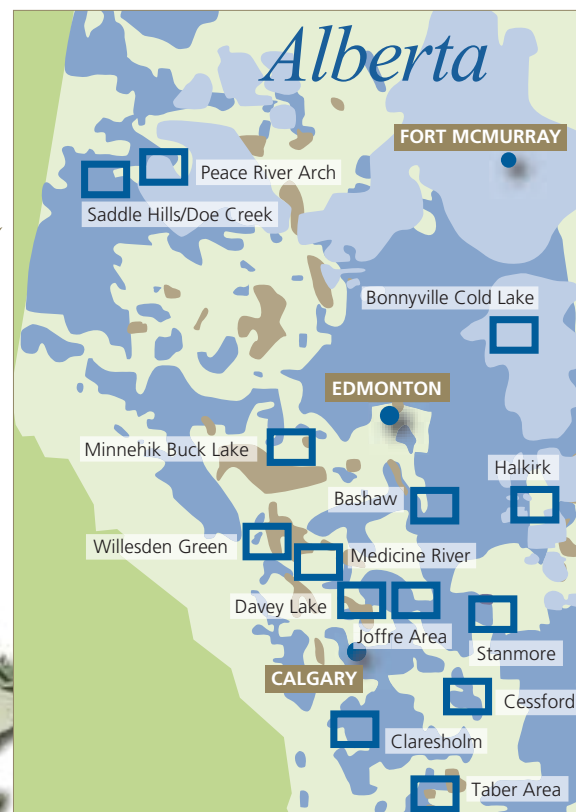 Alberta
FORT MCMURRAY
Peace River Arch
Saddle Hills/Doe Creek
Bonnyville Cold Lake
EDMONTON
Minnehik Buck Lake
Halkirk
Bashaw
Willesden Green
Medicine River
Davey Lake
Joffre Area
Stanmore
CALGARY
Cessford
Claresholm
Taber Area